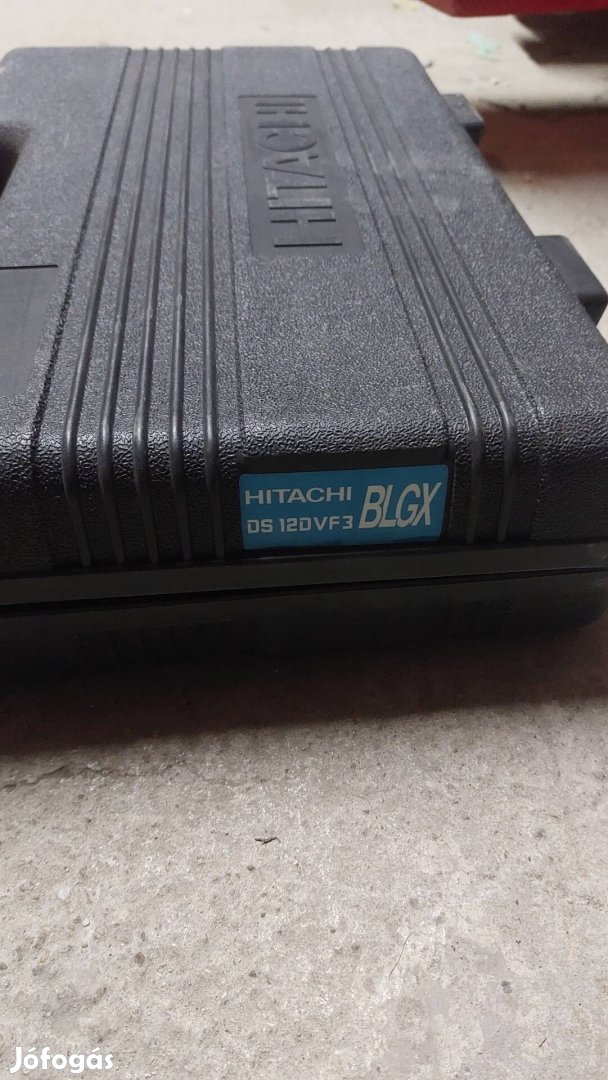 HITACHI
HITACHI
DS 12DVF3 BLGX
Jófogás